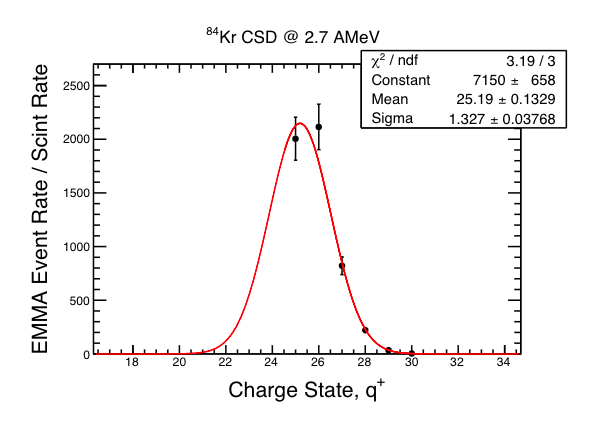 ⁸⁴Kr CSD @ 2.7 AMeV
χ² / ndf 3.19 / 3
Constant 7150 ± 658
Mean 25.19 ± 0.1329
Sigma 1.327 ± 0.03768
EMMA Event Rate / Scint Rate
2500
2000
1500
1000
500
0
18 20 22 24 26 28 30 32 34
Charge State, q⁺